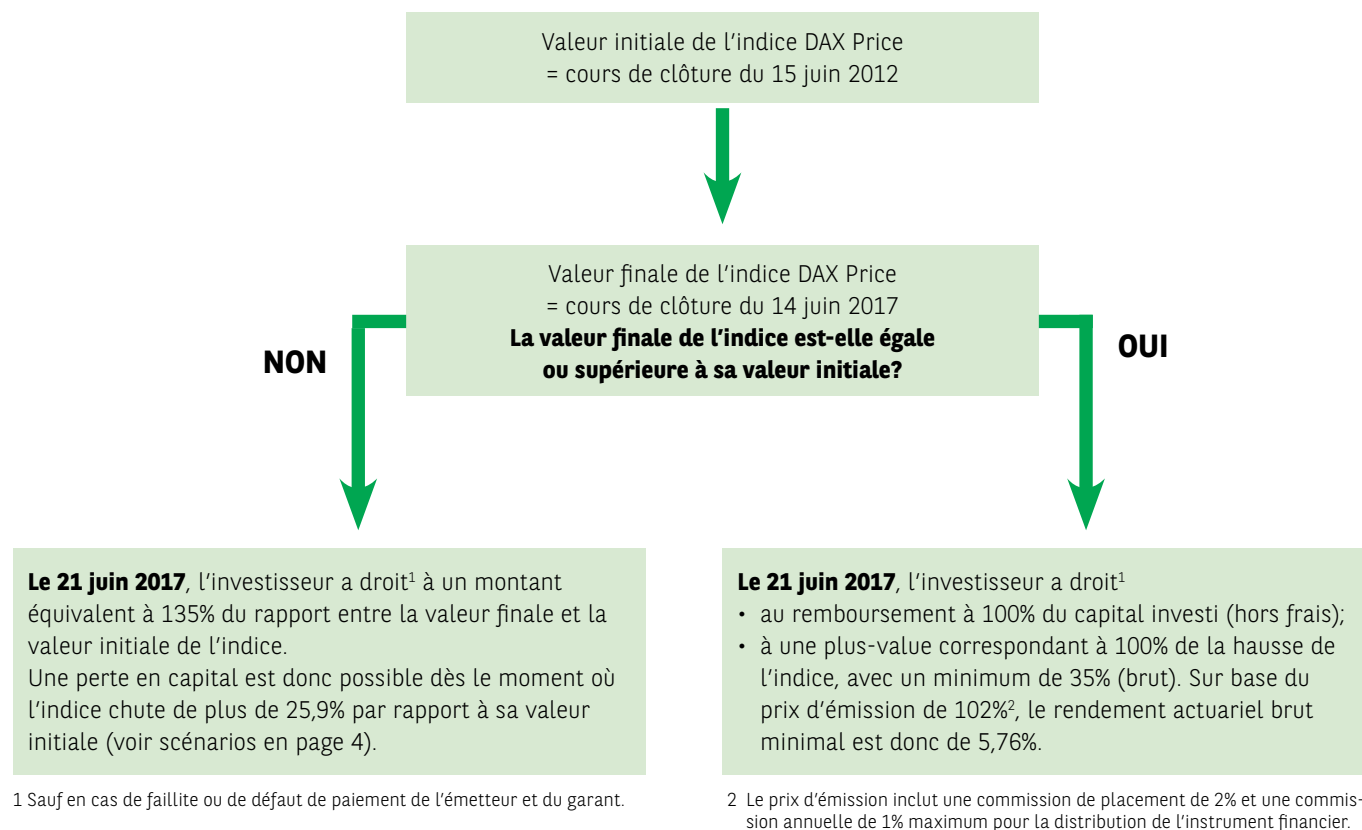 Valeur initiale de l'indice DAX Price
= cours de clôture du 15 juin 2012
Valeur finale de l'indice DAX Price
= cours de clôture du 14 juin 2017
La valeur finale de l'indice est-elle égale
ou supérieure à sa valeur initiale?
NON
OUI
Le 21 juin 2017, l'investisseur a droit¹ à un montant
équivalent à 135% du rapport entre la valeur finale et la
valeur initiale de l'indice.
Une perte en capital est donc possible dès le moment où
l'indice chute de plus de 25,9% par rapport à sa valeur
initiale (voir scénarios en page 4).
Le 21 juin 2017, l'investisseur a droit¹
• au remboursement à 100% du capital investi (hors frais);
• à une plus-value correspondant à 100% de la hausse de
l'indice, avec un minimum de 35% (brut). Sur base du
prix d'émission de 102%², le rendement actuariel brut
minimal est donc de 5,76%.
1 Sauf en cas de faillite ou de défaut de paiement de l'émetteur et du garant.
2 Le prix d'émission inclut une commission de placement de 2% et une commis-
sion annuelle de 1% maximum pour la distribution de l'instrument financier.